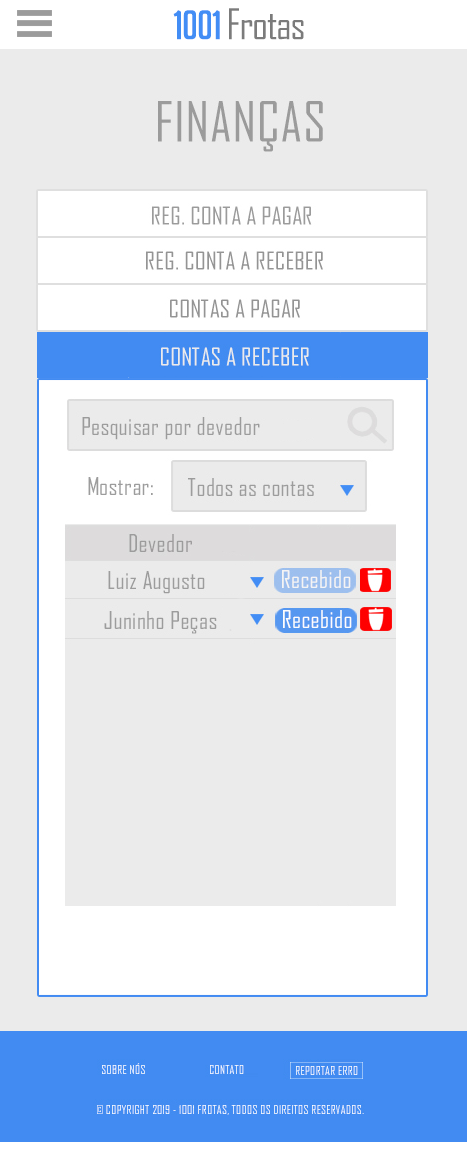 1001 Frotas
FINANÇAS
REG. CONTA A PAGAR
REG. CONTA A RECEBER
CONTAS A PAGAR
CONTAS A RECEBER
Pesquisar por devedor
Mostrar: Todos as contas
Devedor
Luiz Augusto Recebido
Juninho Peças Recebido
SOBRE NÓS CONTATO REPORTAR ERRO
© COPYRIGHT 2019 - 1001 FROTAS, TODOS OS DIREITOS RESERVADOS.